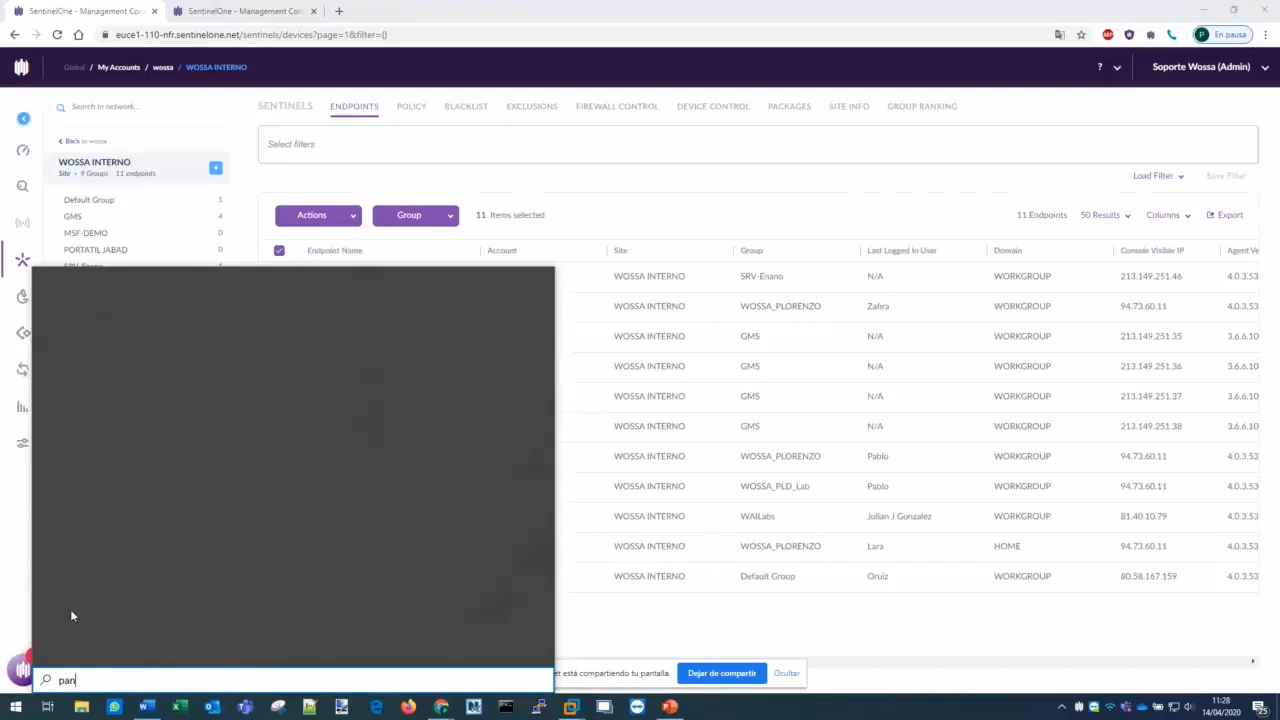 SentinelOne - Management Con
SentinelOne - Management Con
euce1-110-nfr.sentinelone.net/sentinels/devices?page=1&filter={}
ABP
P En pausa
Global / My Accounts / wossa / WOSSA INTERNO
? Soporte Wossa (Admin)
Search in network...
SENTINELS ENDPOINTS POLICY BLACKLIST EXCLUSIONS FIREWALL CONTROL DEVICE CONTROL PACKAGES SITE INFO GROUP RANKING
Back to wossa
Select filters
WOSSA INTERNO
Site • 9 Groups 11 endpoints
Load Filter Save Filter
Default Group 1
GMS 4
MSF-DEMO 0
PORTATIL JABAD 0
SRV-Enano 1
Actions Group 11 Items selected 11 Endpoints 50 Results Columns Export
Endpoint Name Account Site Group Last Logged In User Domain Console Visible IP Agent Ve
WOSSA INTERNO SRV-Enano N/A WORKGROUP 213.149.251.46 4.0.3.53
WOSSA INTERNO WOSSA_PLORENZO Zafira WORKGROUP 94.73.60.11 4.0.3.53
WOSSA INTERNO GMS N/A WORKGROUP 213.149.251.35 3.6.6.10
WOSSA INTERNO GMS N/A WORKGROUP 213.149.251.36 3.6.6.10
WOSSA INTERNO GMS N/A WORKGROUP 213.149.251.37 3.6.6.10
WOSSA INTERNO GMS N/A WORKGROUP 213.149.251.38 3.6.6.10
WOSSA INTERNO WOSSA_PLORENZO Pablo WORKGROUP 94.73.60.11 4.0.3.53
WOSSA INTERNO WOSSA_PLD_Lab Pablo WORKGROUP 94.73.60.11 4.0.3.53
WOSSA INTERNO WAILabs Julian J Gonzalez WORKGROUP 81.40.10.79 4.0.3.53
WOSSA INTERNO WOSSA_PLORENZO Lara HOME 94.73.60.11 4.0.3.53
WOSSA INTERNO Default Group Oruiz WORKGROUP 80.58.167.159 4.0.3.53
et está compartiendo tu pantalla. Dejar de compartir Ocultar
pan
11:28
14/04/2020
25